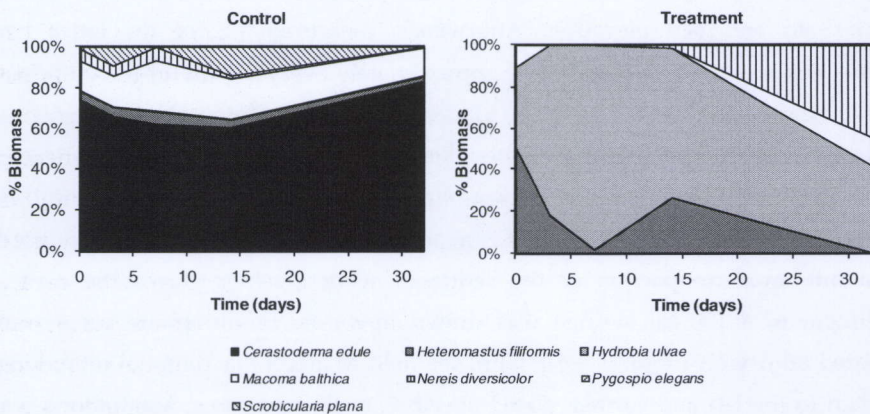 Control
Treatment
100%
80%
60%
40%
20%
0%
% Biomass
0 5 10 15 20 25 30
Time (days)
100%
80%
60%
40%
20%
0%
% Biomass
0 5 10 15 20 25 30
Time (days)
Cerastoderma edule
Heteromastus filiformis
Hydrobia ulvae
Macoma balthica
Nereis diversicolor
Pygospio elegans
Scrobicularia plana